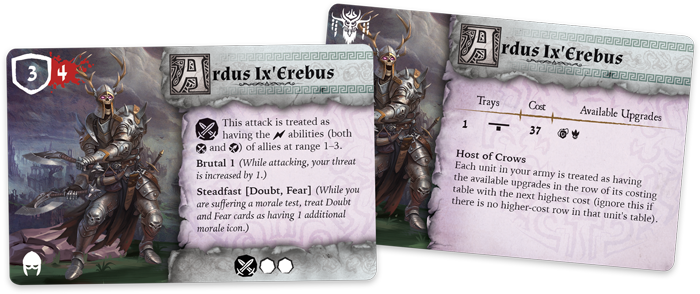 3 4
Ardus Ix'Erebus
This attack is treated as
having the abilities (both
and ) of allies at range 1–3.
Brutal 1 (While attacking, your threat
is increased by 1.)
Steadfast [Doubt, Fear] (While you
are suffering a morale test, treat Doubt
and Fear cards as having 1 additional
morale icon.)
Ardus Ix'Erebus
Trays Cost Available Upgrades
1 37
Host of Crows
Each unit in your army is treated as having
the available upgrades in the row of its costing
table with the next highest cost (ignore this if
there is no higher-cost row in that unit's table).